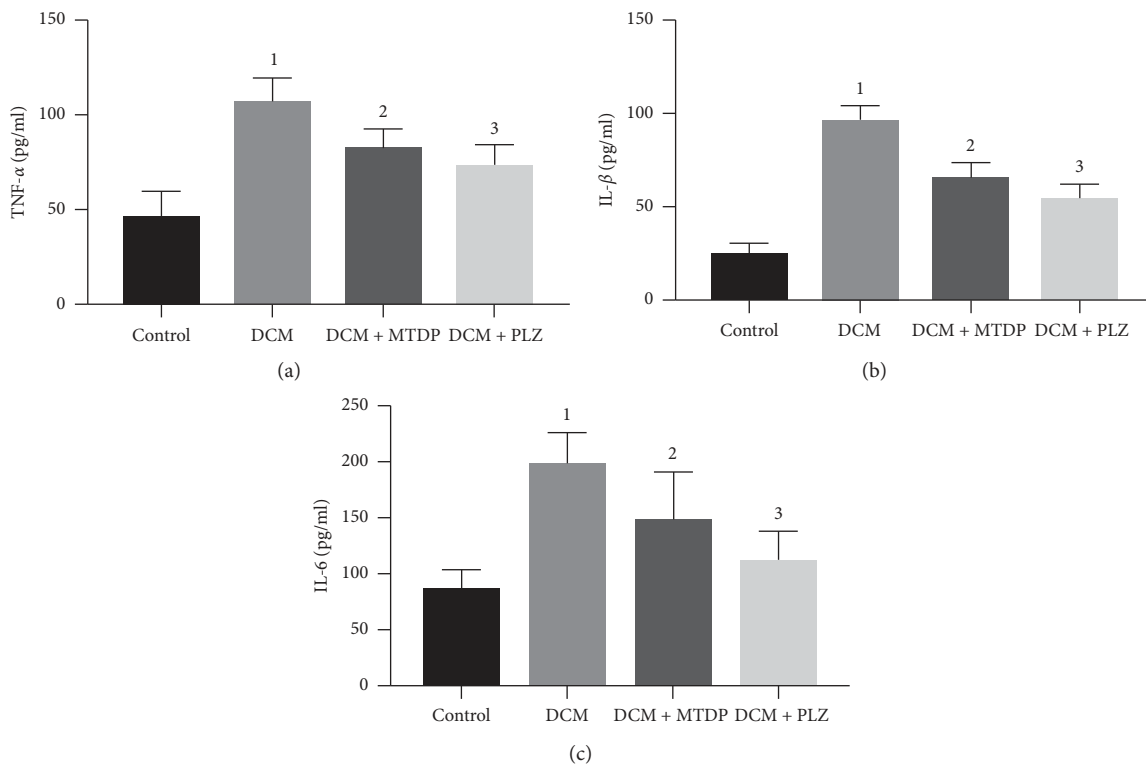 150
100
50
0
TNF-α (pg/ml)
1
2
3
Control
DCM
DCM + MTDP
DCM + PLZ
(a)
150
100
50
0
IL-β (pg/ml)
1
2
3
Control
DCM
DCM + MTDP
DCM + PLZ
(b)
250
200
150
100
50
0
IL-6 (pg/ml)
1
2
3
Control
DCM
DCM + MTDP
DCM + PLZ
(c)